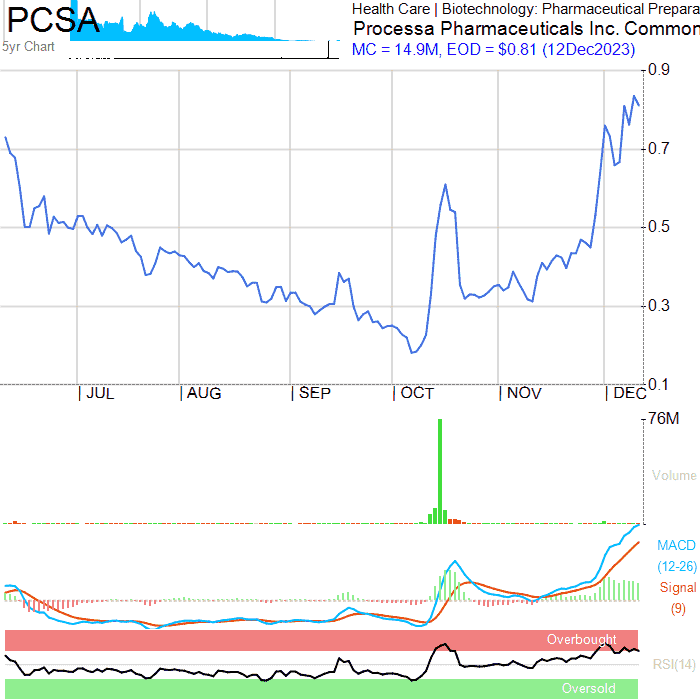 PCSA
5yr Chart
Health Care | Biotechnology: Pharmaceutical Prepara
Processa Pharmaceuticals Inc. Common
MC = 14.9M, EOD = $0.81 (12Dec2023)
0.9
0.7
0.5
0.3
0.1
| JUL | AUG | SEP | OCT | NOV | DEC
76M
Volume
MACD
(12-26)
Signal
(9)
Overbought
RSI(14)
Oversold